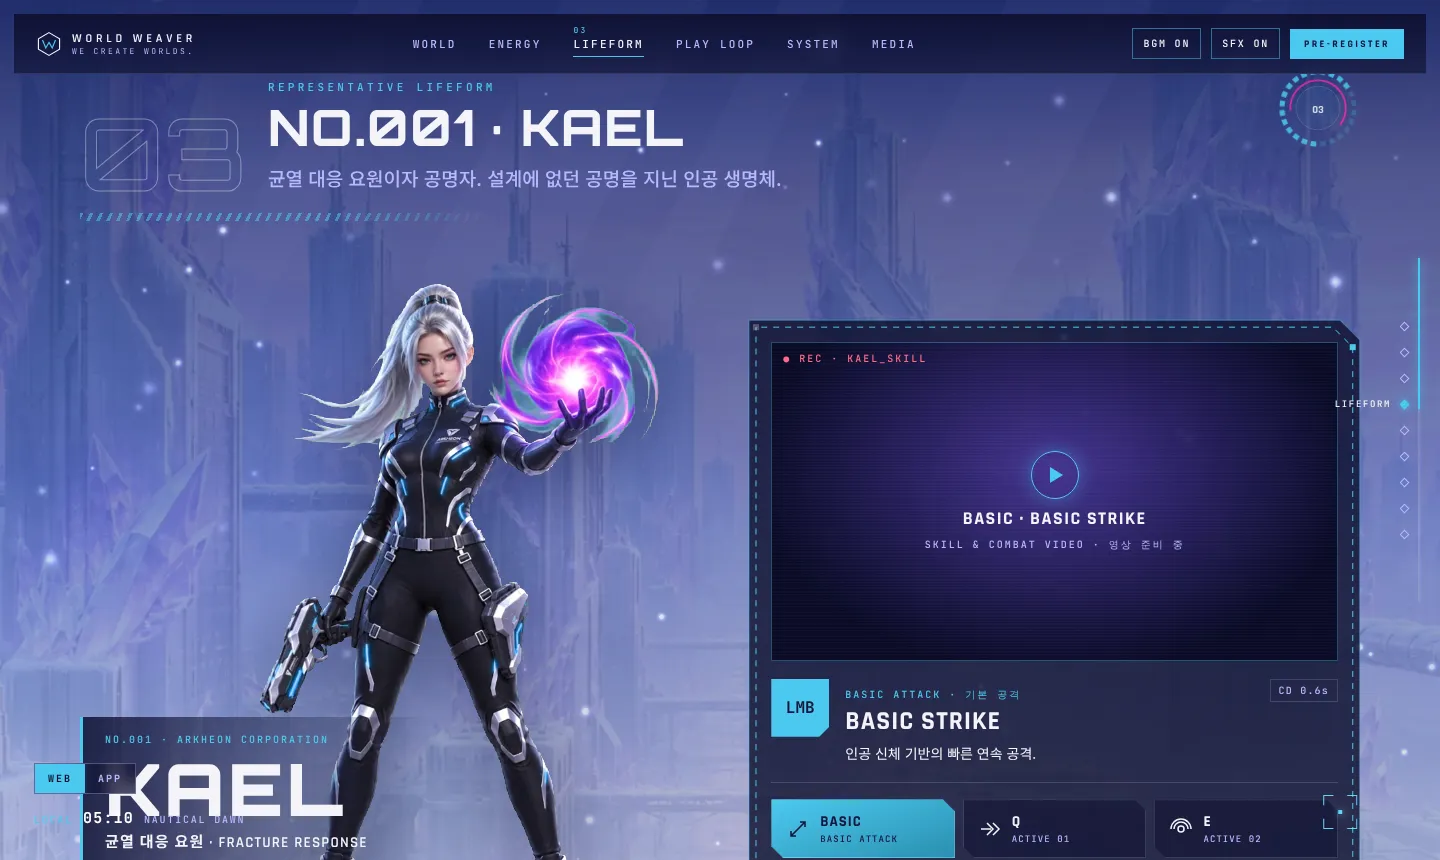 WORLD WEAVER
WE CREATE WORLDS.
WORLD
ENERGY
03
LIFEFORM
PLAY LOOP
SYSTEM
MEDIA
BGM ON
SFX ON
PRE-REGISTER
REPRESENTATIVE LIFEFORM
03
NO.001 · KAEL
균열 대응 요원이자 공명자. 설계에 없던 공명을 지닌 인공 생명체.
03
ARKHEON
REC · KAEL_SKILL
LIFEFORM
BASIC · BASIC STRIKE
SKILL & COMBAT VIDEO · 영상 준비 중
LMB
BASIC ATTACK · 기본 공격
CD 0.6s
BASIC STRIKE
인공 신체 기반의 빠른 연속 공격.
BASIC
BASIC ATTACK
Q
ACTIVE 01
E
ACTIVE 02
NO.001 · ARKHEON CORPORATION
WEB
APP
KAEL
05:10 NAUTICAL DAWN
균열 대응 요원 · FRACTURE RESPONSE